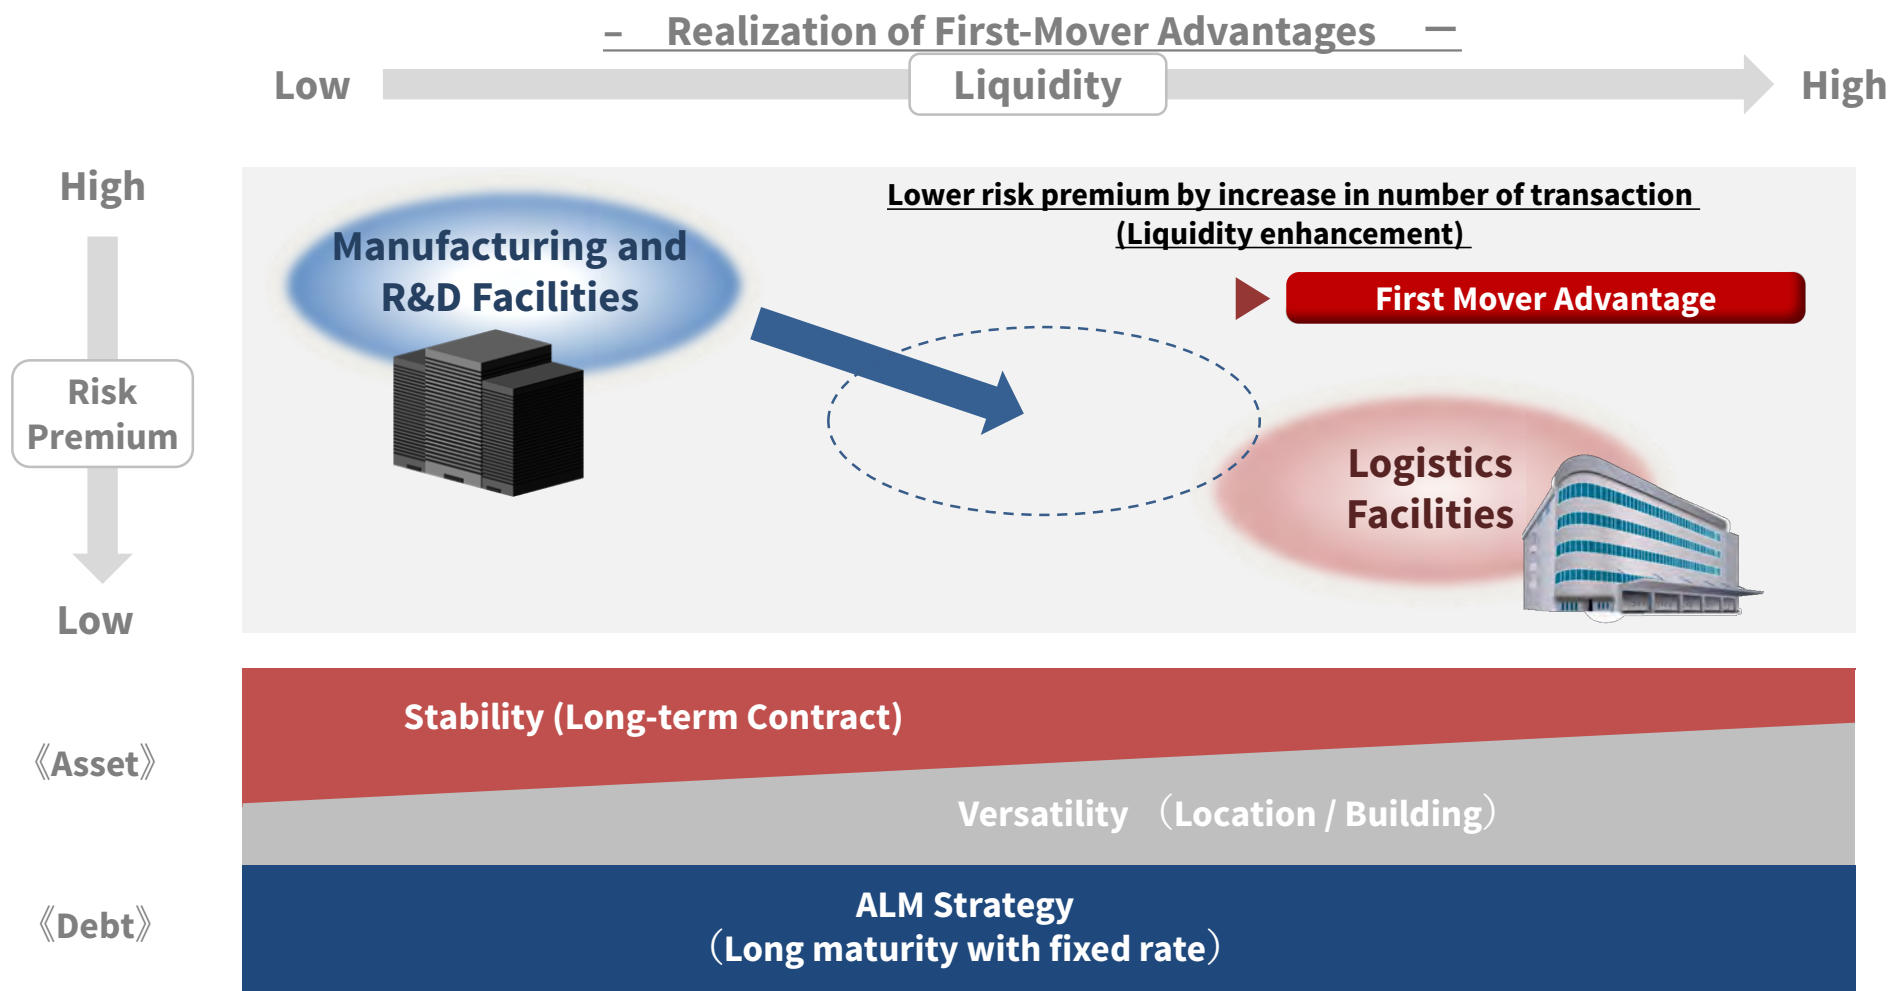 – Realization of First-Mover Advantages —
Low
Liquidity
High
High
Risk
Premium
Low
Lower risk premium by increase in number of transaction
(Liquidity enhancement)
First Mover Advantage
Manufacturing and
R&D Facilities
Logistics
Facilities
《Asset》
Stability (Long-term Contract)
Versatility （Location / Building）
《Debt》
ALM Strategy
（Long maturity with fixed rate）